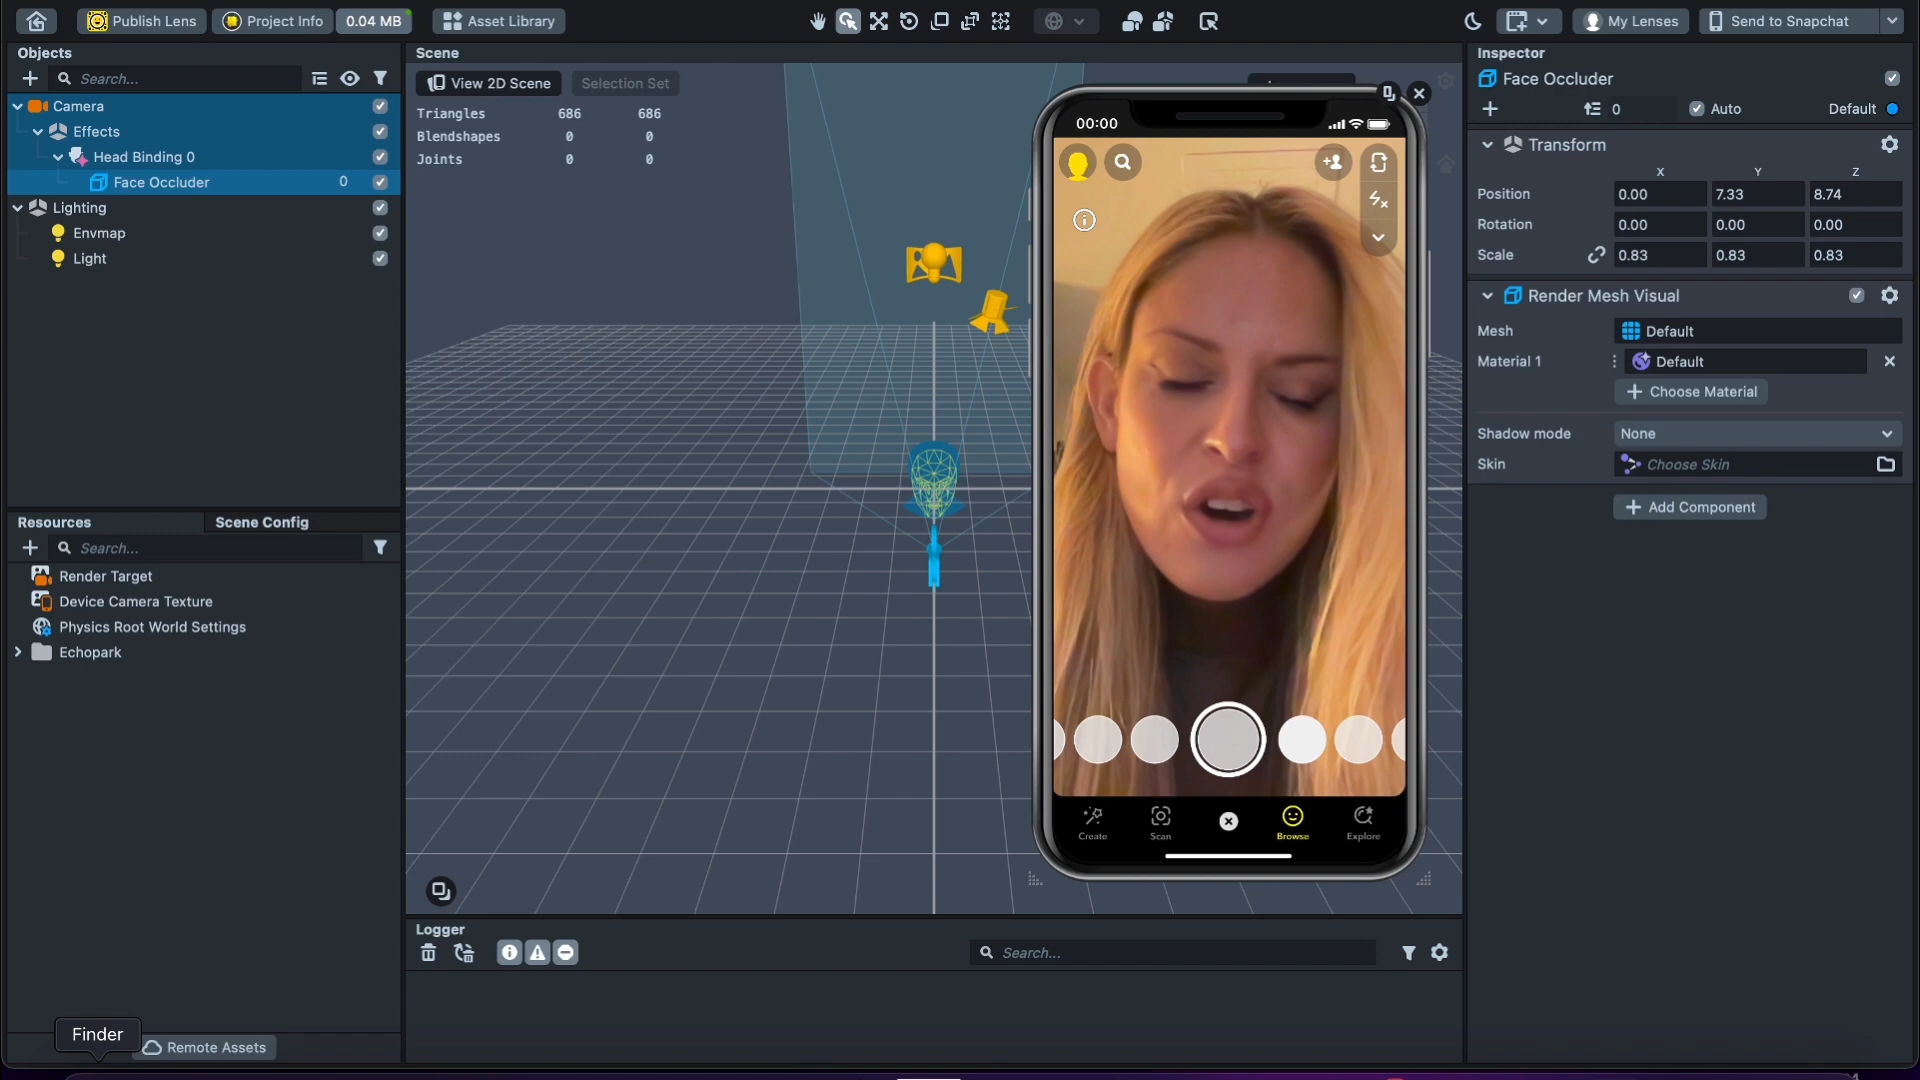 Publish Lens
Project Info
0.04 MB
Asset Library
My Lenses
Send to Snapchat
Objects
Search...
Camera
Effects
Head Binding 0
Face Occluder 0
Lighting
Envmap
Light
Resources
Scene Config
Search...
Render Target
Device Camera Texture
Physics Root World Settings
Echopark
Finder
Remote Assets
Scene
View 2D Scene
Selection Set
Triangles 686 686
Blendshapes 0 0
Joints 0 0
00:00
Create
Scan
Browse
Explore
Logger
Search...
Inspector
Face Occluder
0
Auto
Default
Transform
X Y Z
Position 0.00 7.33 8.74
Rotation 0.00 0.00 0.00
Scale 0.83 0.83 0.83
Render Mesh Visual
Mesh Default
Material 1 Default
Choose Material
Shadow mode None
Skin Choose Skin
Add Component